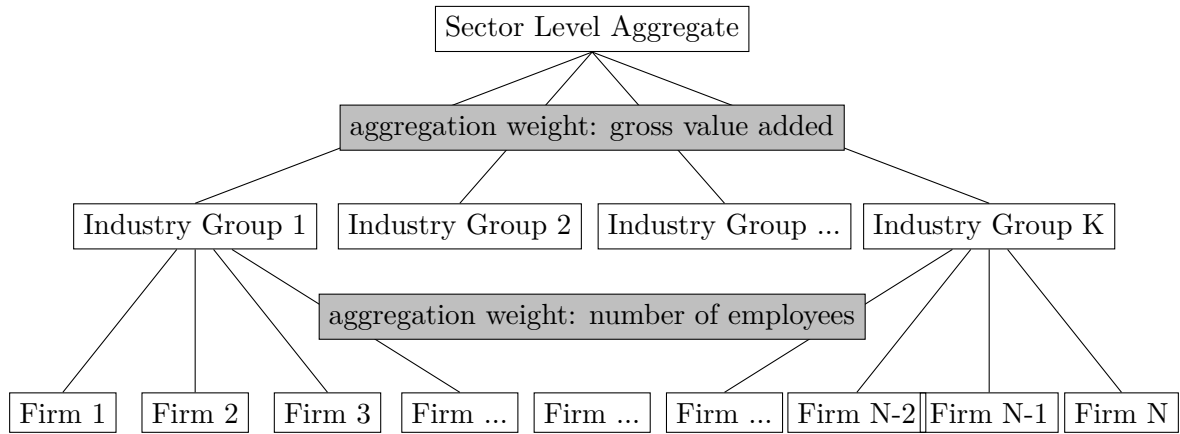 Sector Level Aggregate
aggregation weight: gross value added
Industry Group 1
Industry Group 2
Industry Group ...
Industry Group K
aggregation weight: number of employees
Firm 1
Firm 2
Firm 3
Firm ...
Firm ...
Firm ...
Firm N-2
Firm N-1
Firm N